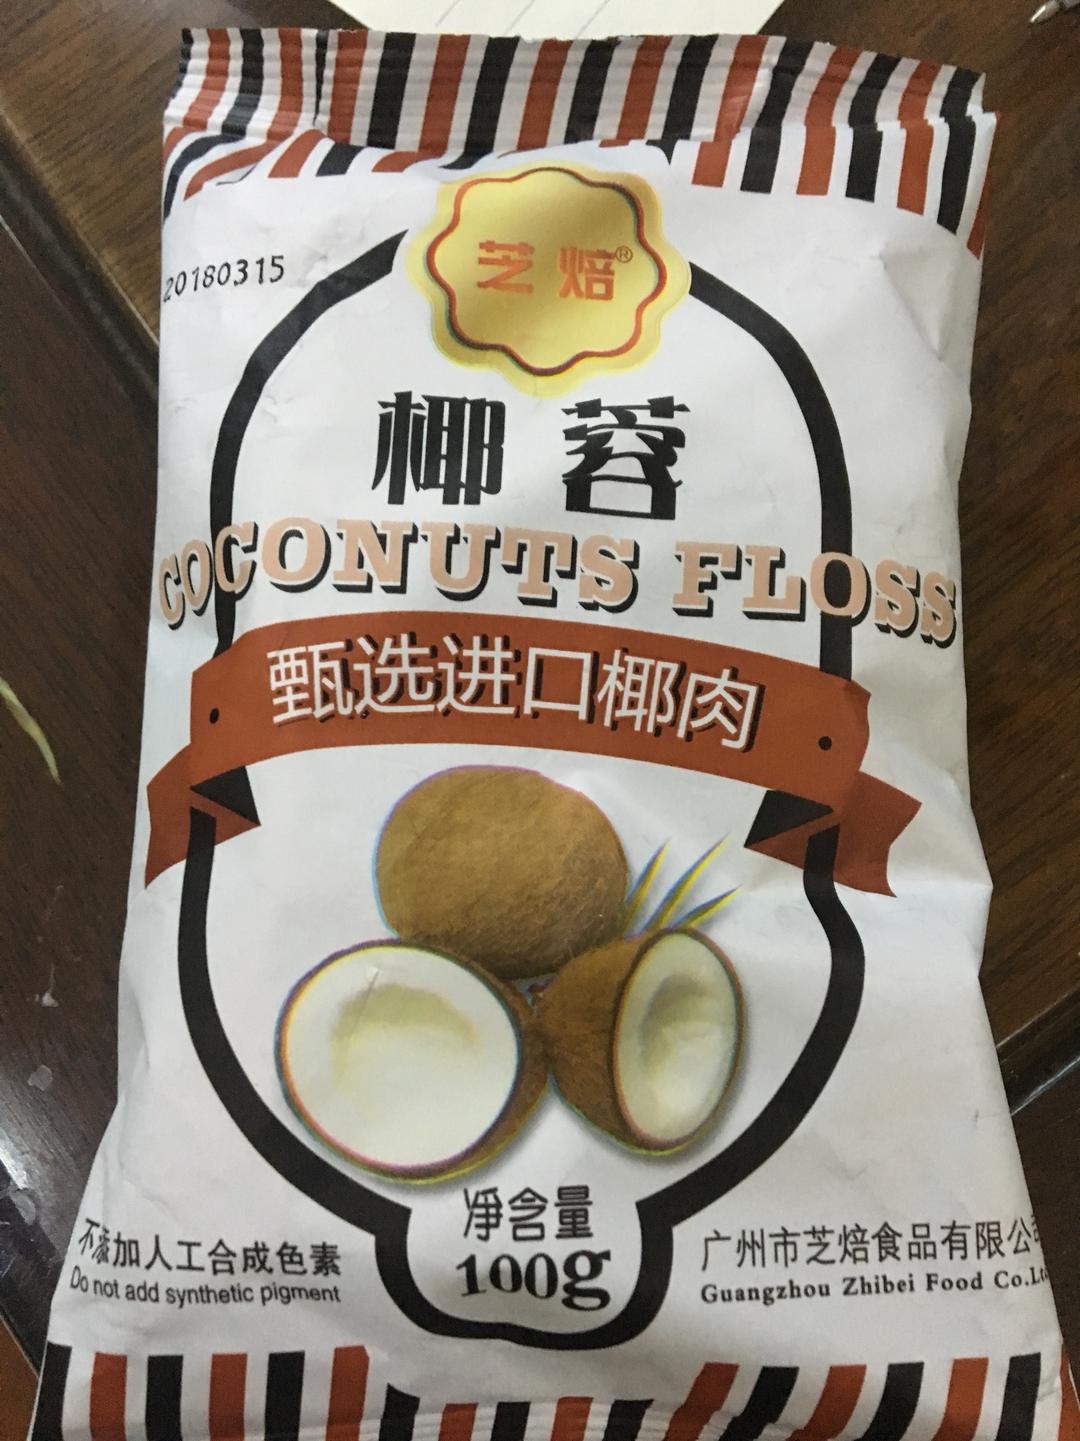 20180315
芝焙®
椰蓉
COCONUTS FLOSS
甄选进口椰肉
净含量
100g
不添加人工合成色素
Do not add synthetic pigment
广州市芝焙食品有限公司
Guangzhou Zhibei Food Co.Lt